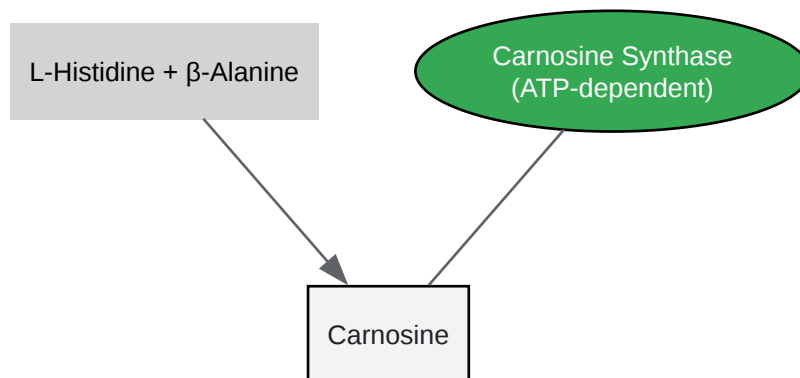 L-Histidine + β-Alanine
Carnosine Synthase
(ATP-dependent)
Carnosine